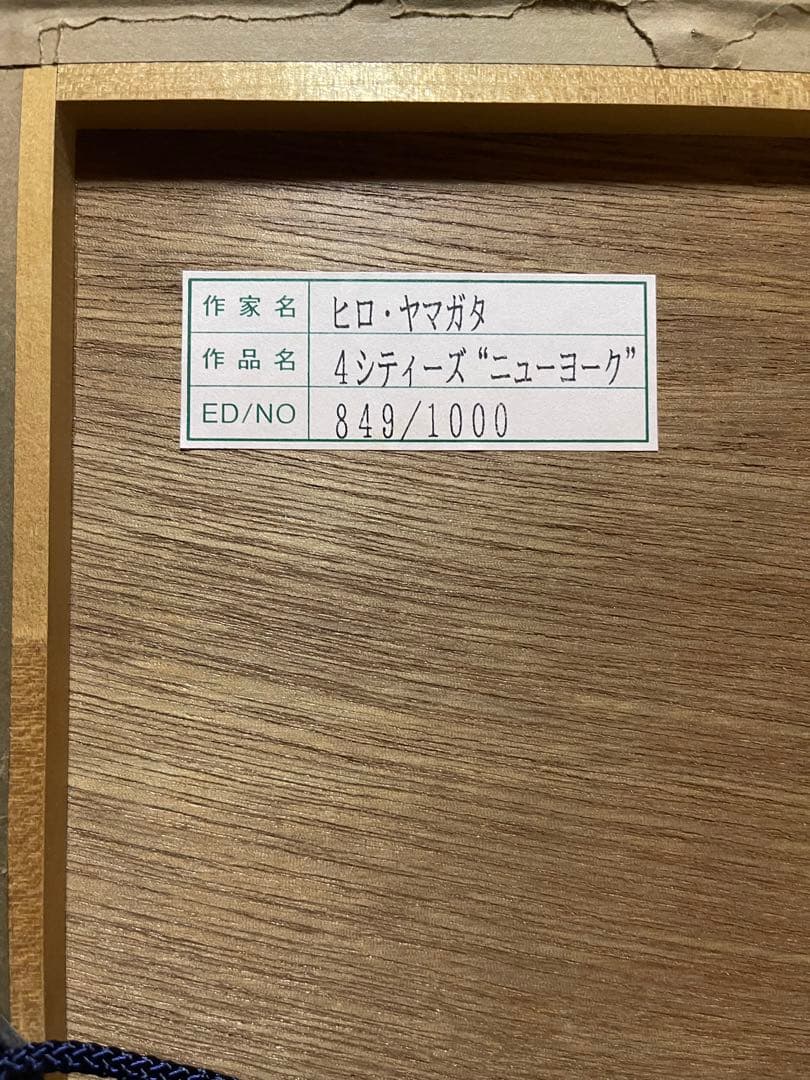 作家名 ヒロ・ヤマガタ
作品名 4シティーズ“ニューヨーク”
ED/NO 849/1000